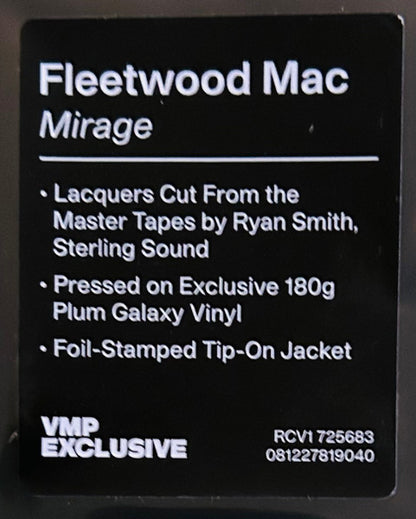 Fleetwood Mac
Mirage
• Lacquers Cut From the
Master Tapes by Ryan Smith,
Sterling Sound
• Pressed on Exclusive 180g
Plum Galaxy Vinyl
• Foil-Stamped Tip-On Jacket
VMP
EXCLUSIVE
RCV1 725683
081227819040